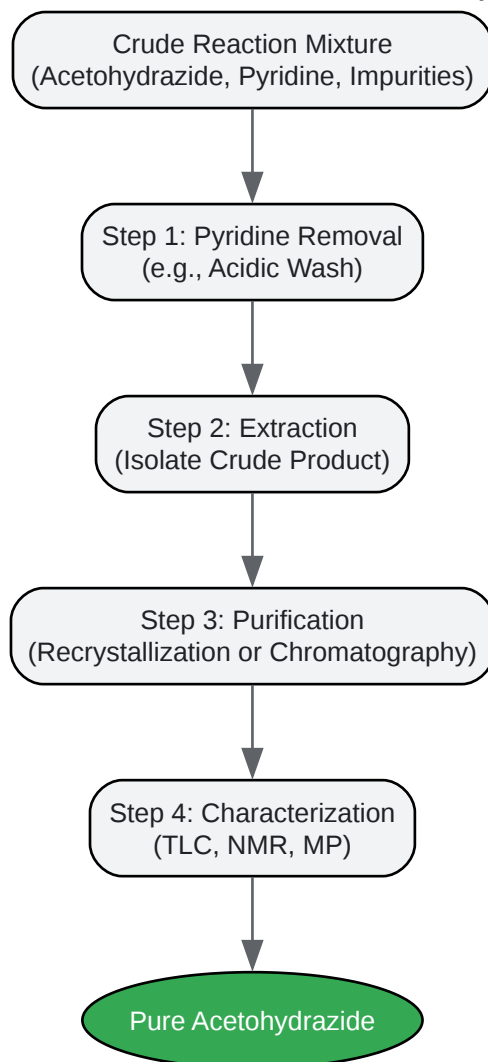 Crude Reaction Mixture
(Acetohydrazide, Pyridine, Impurities)
Step 1: Pyridine Removal
(e.g., Acidic Wash)
Step 2: Extraction
(Isolate Crude Product)
Step 3: Purification
(Recrystallization or Chromatography)
Step 4: Characterization
(TLC, NMR, MP)
Pure Acetohydrazide